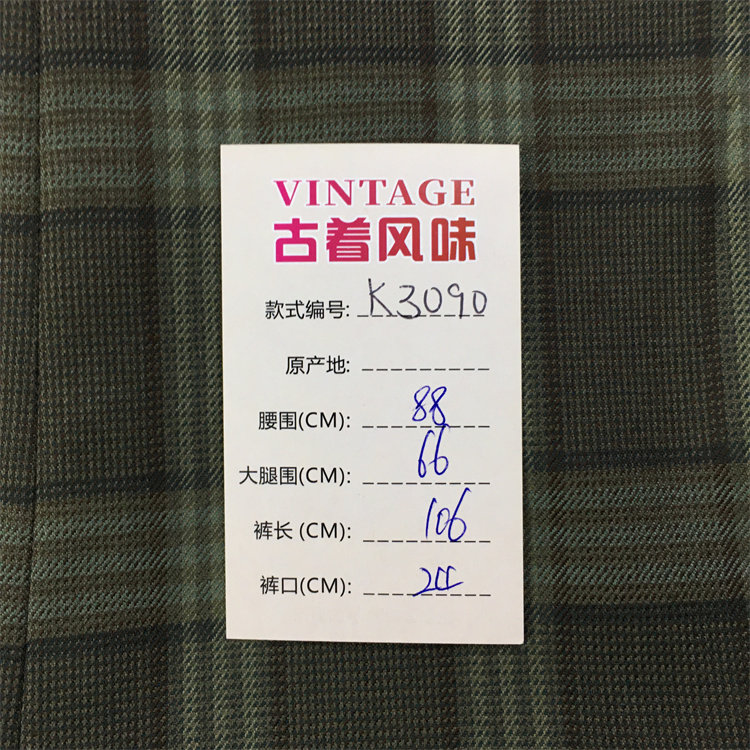 VINTAGE
古着风味
款式编号: K3090
原产地:
腰围(CM): 88
大腿围(CM): 66
裤长 (CM): 106
裤口(CM):